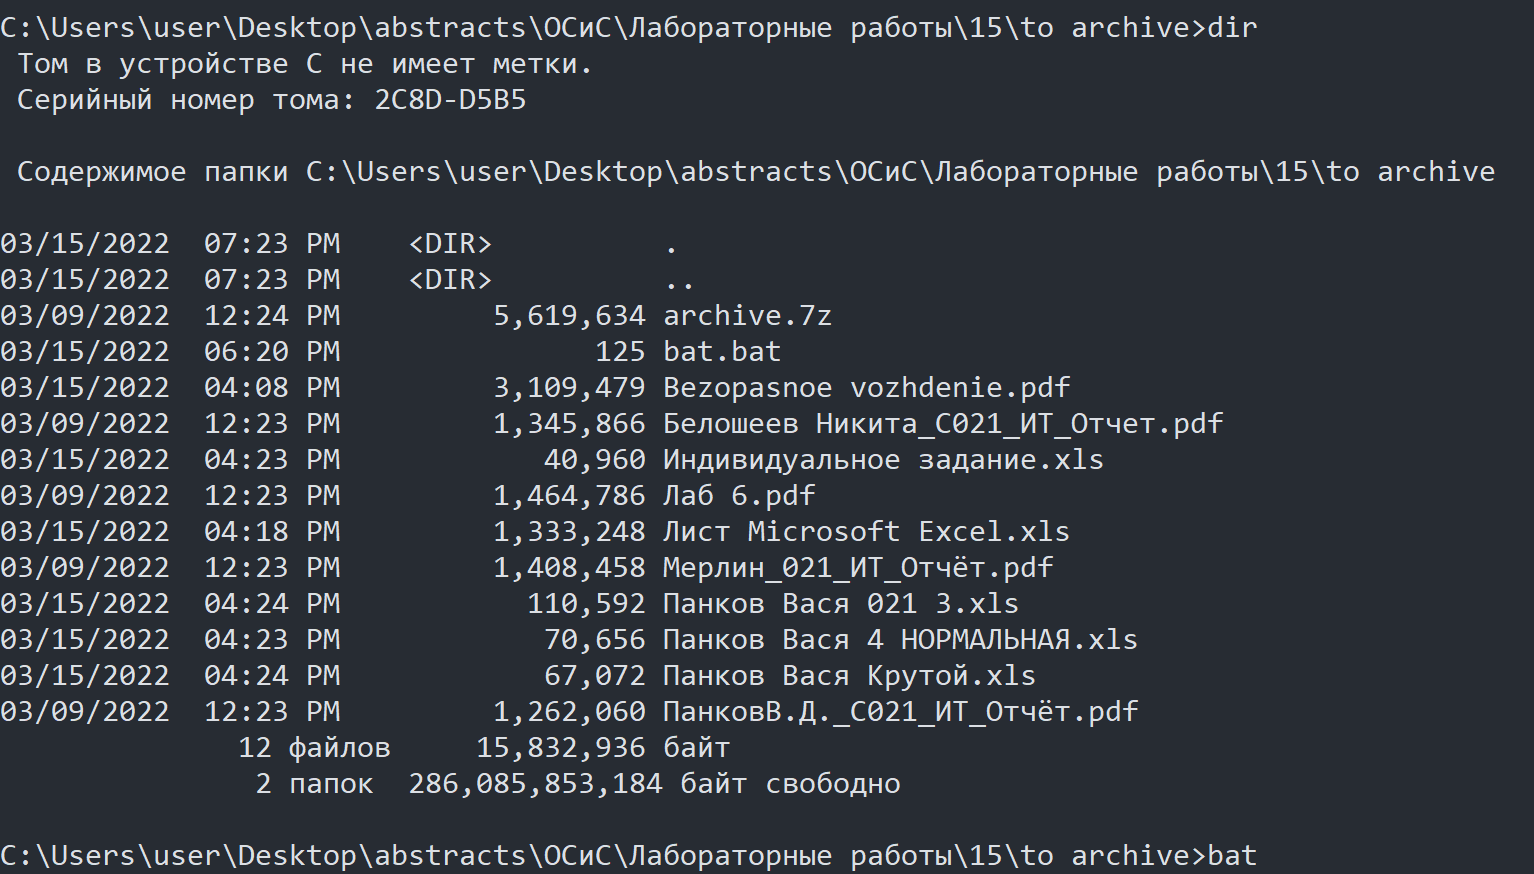 C:\Users\user\Desktop\abstracts\ОСиС\Лабораторные работы\15\to archive>dir
Том в устройстве C не имеет метки.
Серийный номер тома: 2C8D-D5B5
Содержимое папки C:\Users\user\Desktop\abstracts\ОСиС\Лабораторные работы\15\to archive
03/15/2022  07:23 PM    <DIR>          .
03/15/2022  07:23 PM    <DIR>          ..
03/09/2022  12:24 PM         5,619,634 archive.7z
03/15/2022  06:20 PM               125 bat.bat
03/15/2022  04:08 PM         3,109,479 Bezopasnoe vozhdenie.pdf
03/09/2022  12:23 PM         1,345,866 Белошеев Никита_С021_ИТ_Отчет.pdf
03/15/2022  04:23 PM            40,960 Индивидуальное задание.xls
03/09/2022  12:23 PM         1,464,786 Лаб 6.pdf
03/15/2022  04:18 PM         1,333,248 Лист Microsoft Excel.xls
03/09/2022  12:23 PM         1,408,458 Мерлин_021_ИТ_Отчёт.pdf
03/15/2022  04:24 PM           110,592 Панков Вася 021 3.xls
03/15/2022  04:23 PM            70,656 Панков Вася 4 НОРМАЛЬНАЯ.xls
03/15/2022  04:24 PM            67,072 Панков Вася Крутой.xls
03/09/2022  12:23 PM         1,262,060 ПанковВ.Д._С021_ИТ_Отчёт.pdf
12 файлов     15,832,936 байт
2 папок  286,085,853,184 байт свободно
C:\Users\user\Desktop\abstracts\ОСиС\Лабораторные работы\15\to archive>bat